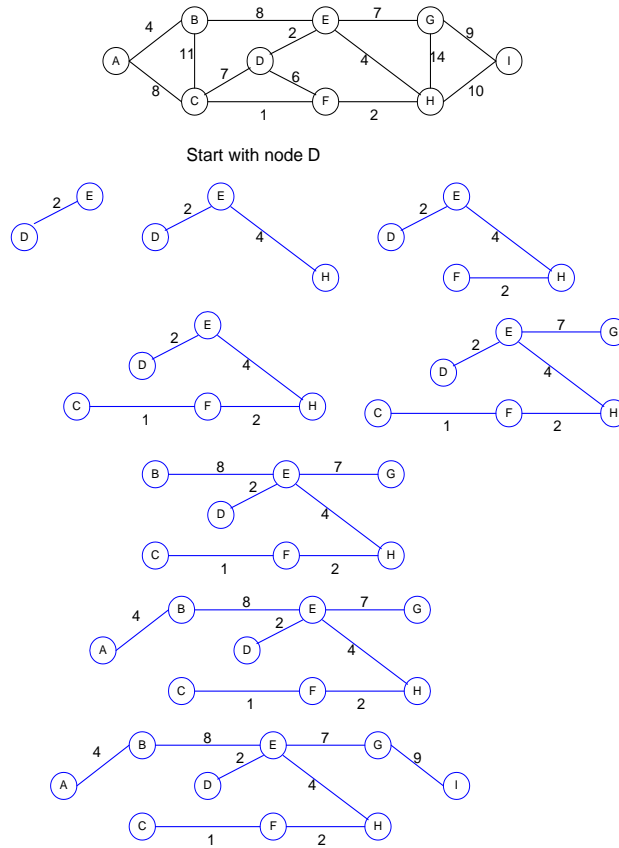 4 B 8 E 7 G 9
2
A 11 D 14 I
7 6 4
8 C 1 F 2 H 10
Start with node D
2 E
D
2 E
D 4
H
2 E
D 4
F 2 H
2 E
D 4
C 1 F 2 H
E 7 G
2
D 4
C 1 F 2 H
B 8 E 7 G
2
D 4
C 1 F 2 H
4 B 8 E 7 G
2
A D 4
C 1 F 2 H
4 B 8 E 7 G 9
2
A D 4 I
C 1 F 2 H